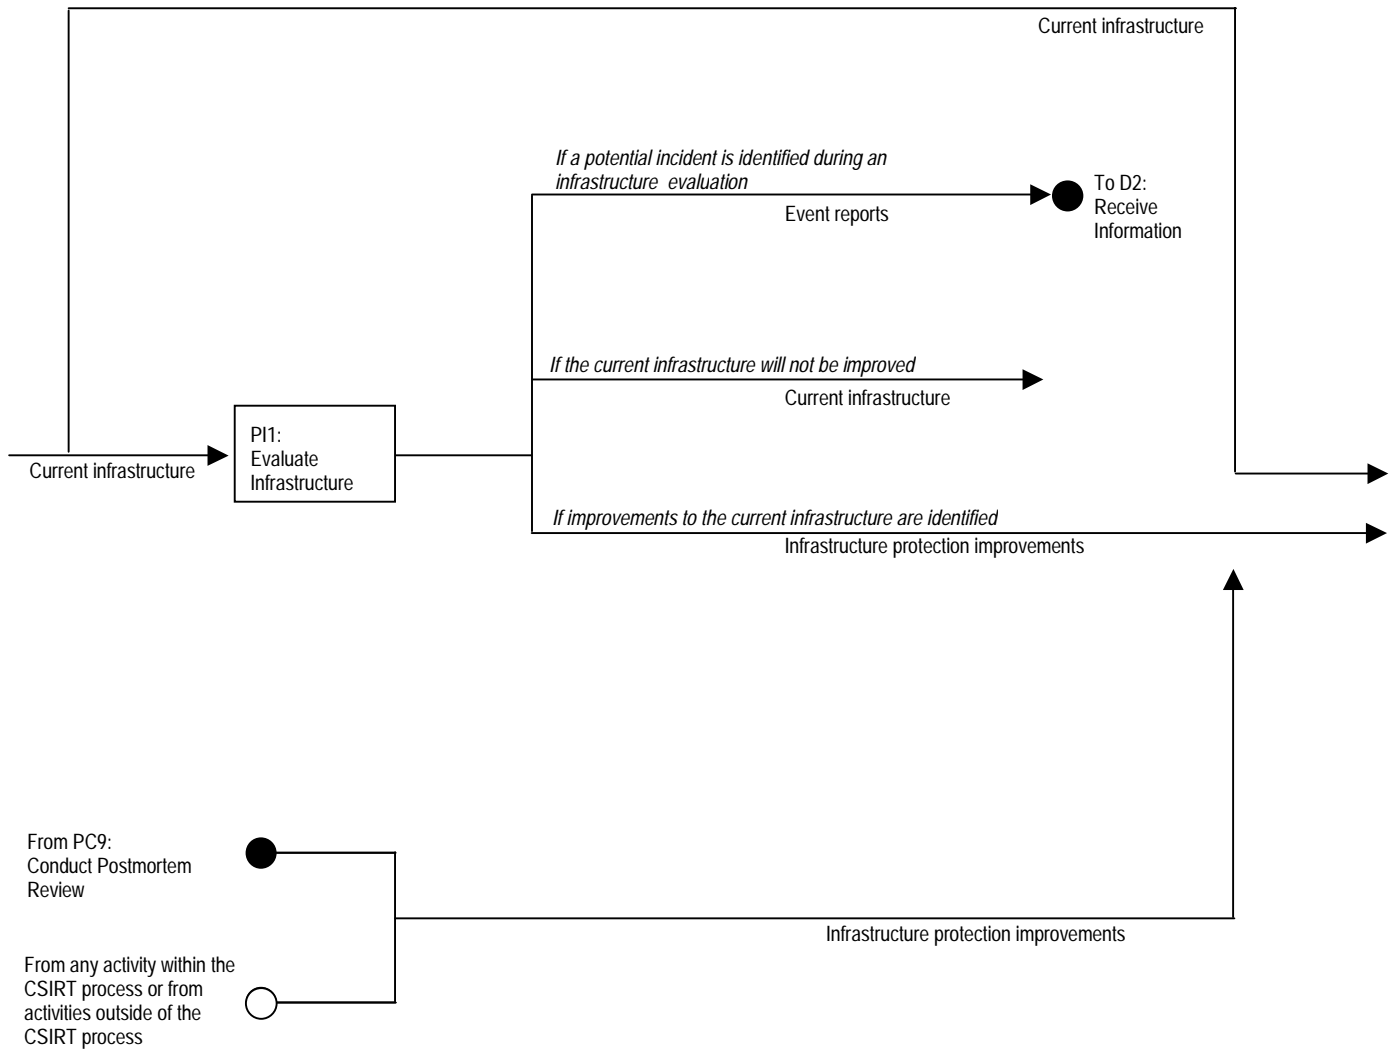 Current infrastructure
If a potential incident is identified during an
infrastructure evaluation
Event reports
To D2:
Receive
Information
If the current infrastructure will not be improved
Current infrastructure
PI1:
Evaluate
Infrastructure
Current infrastructure
If improvements to the current infrastructure are identified
Infrastructure protection improvements
From PC9:
Conduct Postmortem
Review
Infrastructure protection improvements
From any activity within the
CSIRT process or from
activities outside of the
CSIRT process